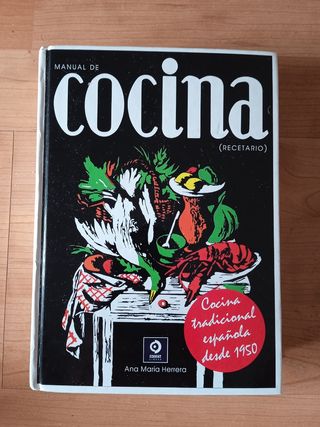 MANUAL DE
cocina
(RECETARIO)
Cocina
tradicional
española
desde 1950
Ana María Herrera